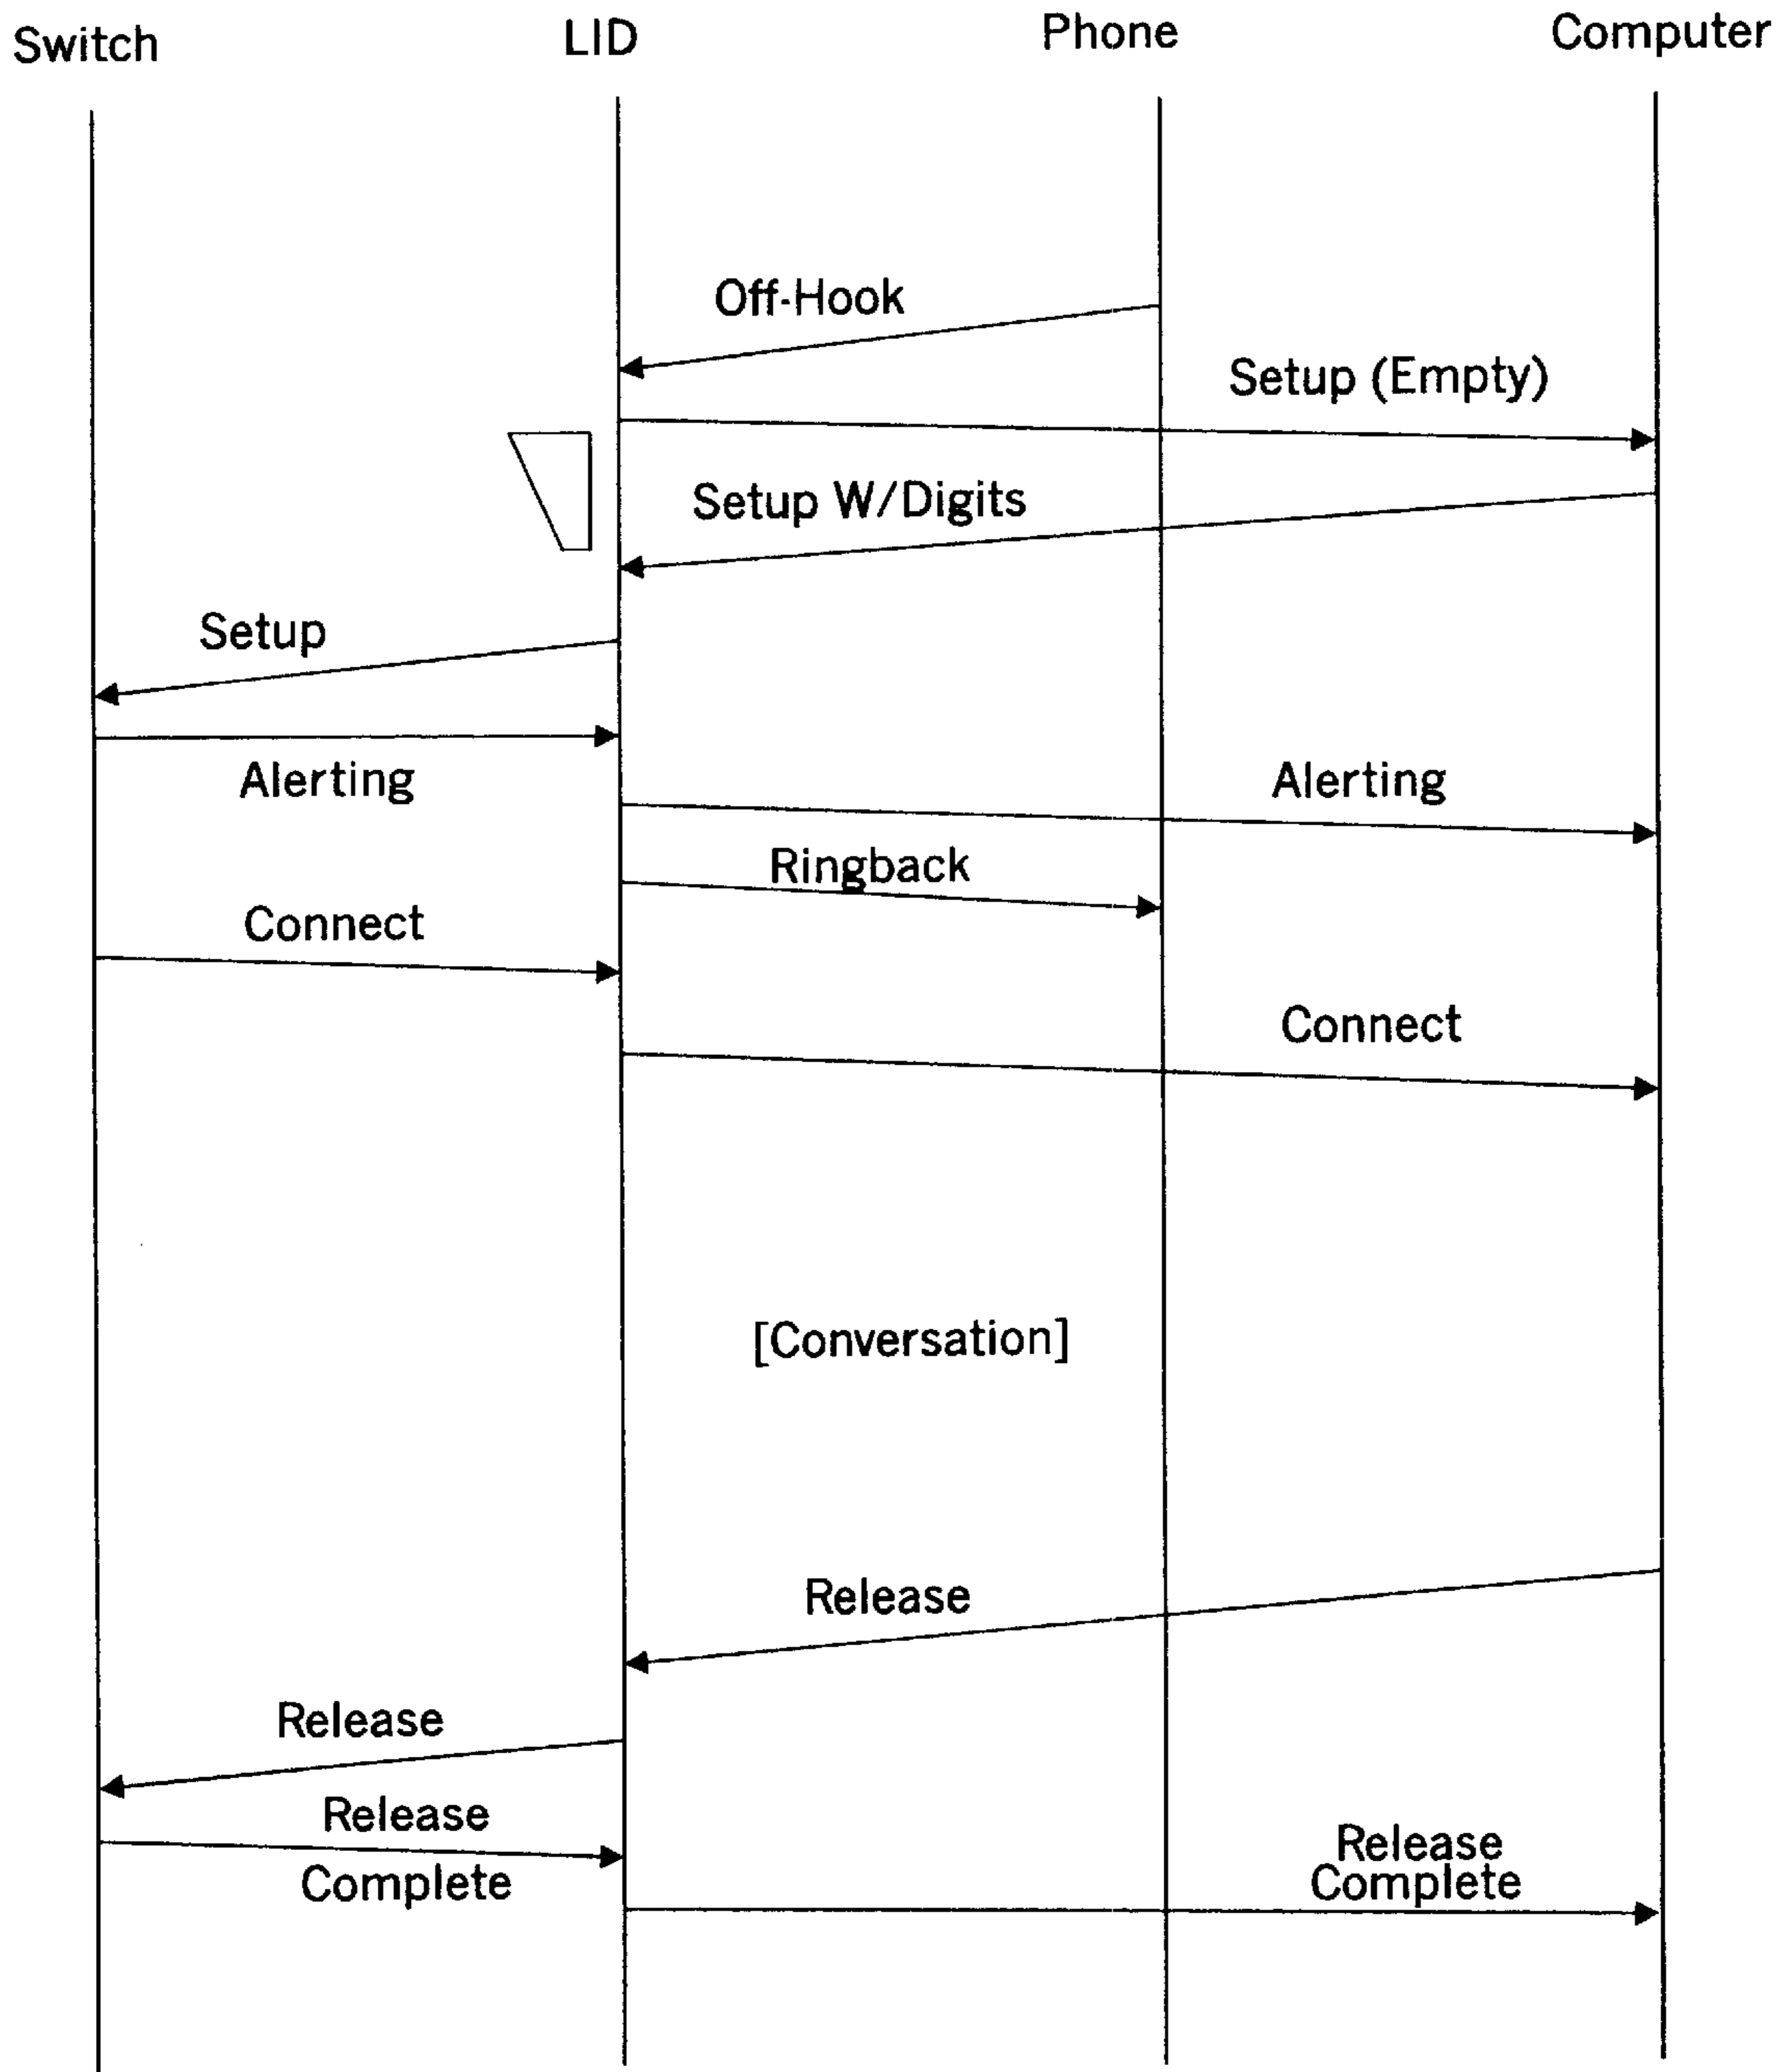 Switch
LID
Phone
Computer
Off-Hook
Setup (Empty)
Setup W/Digits
Setup
Alerting
Alerting
Ringback
Connect
Connect
[Conversation]
Release
Release
Release
Complete
Release
Complete